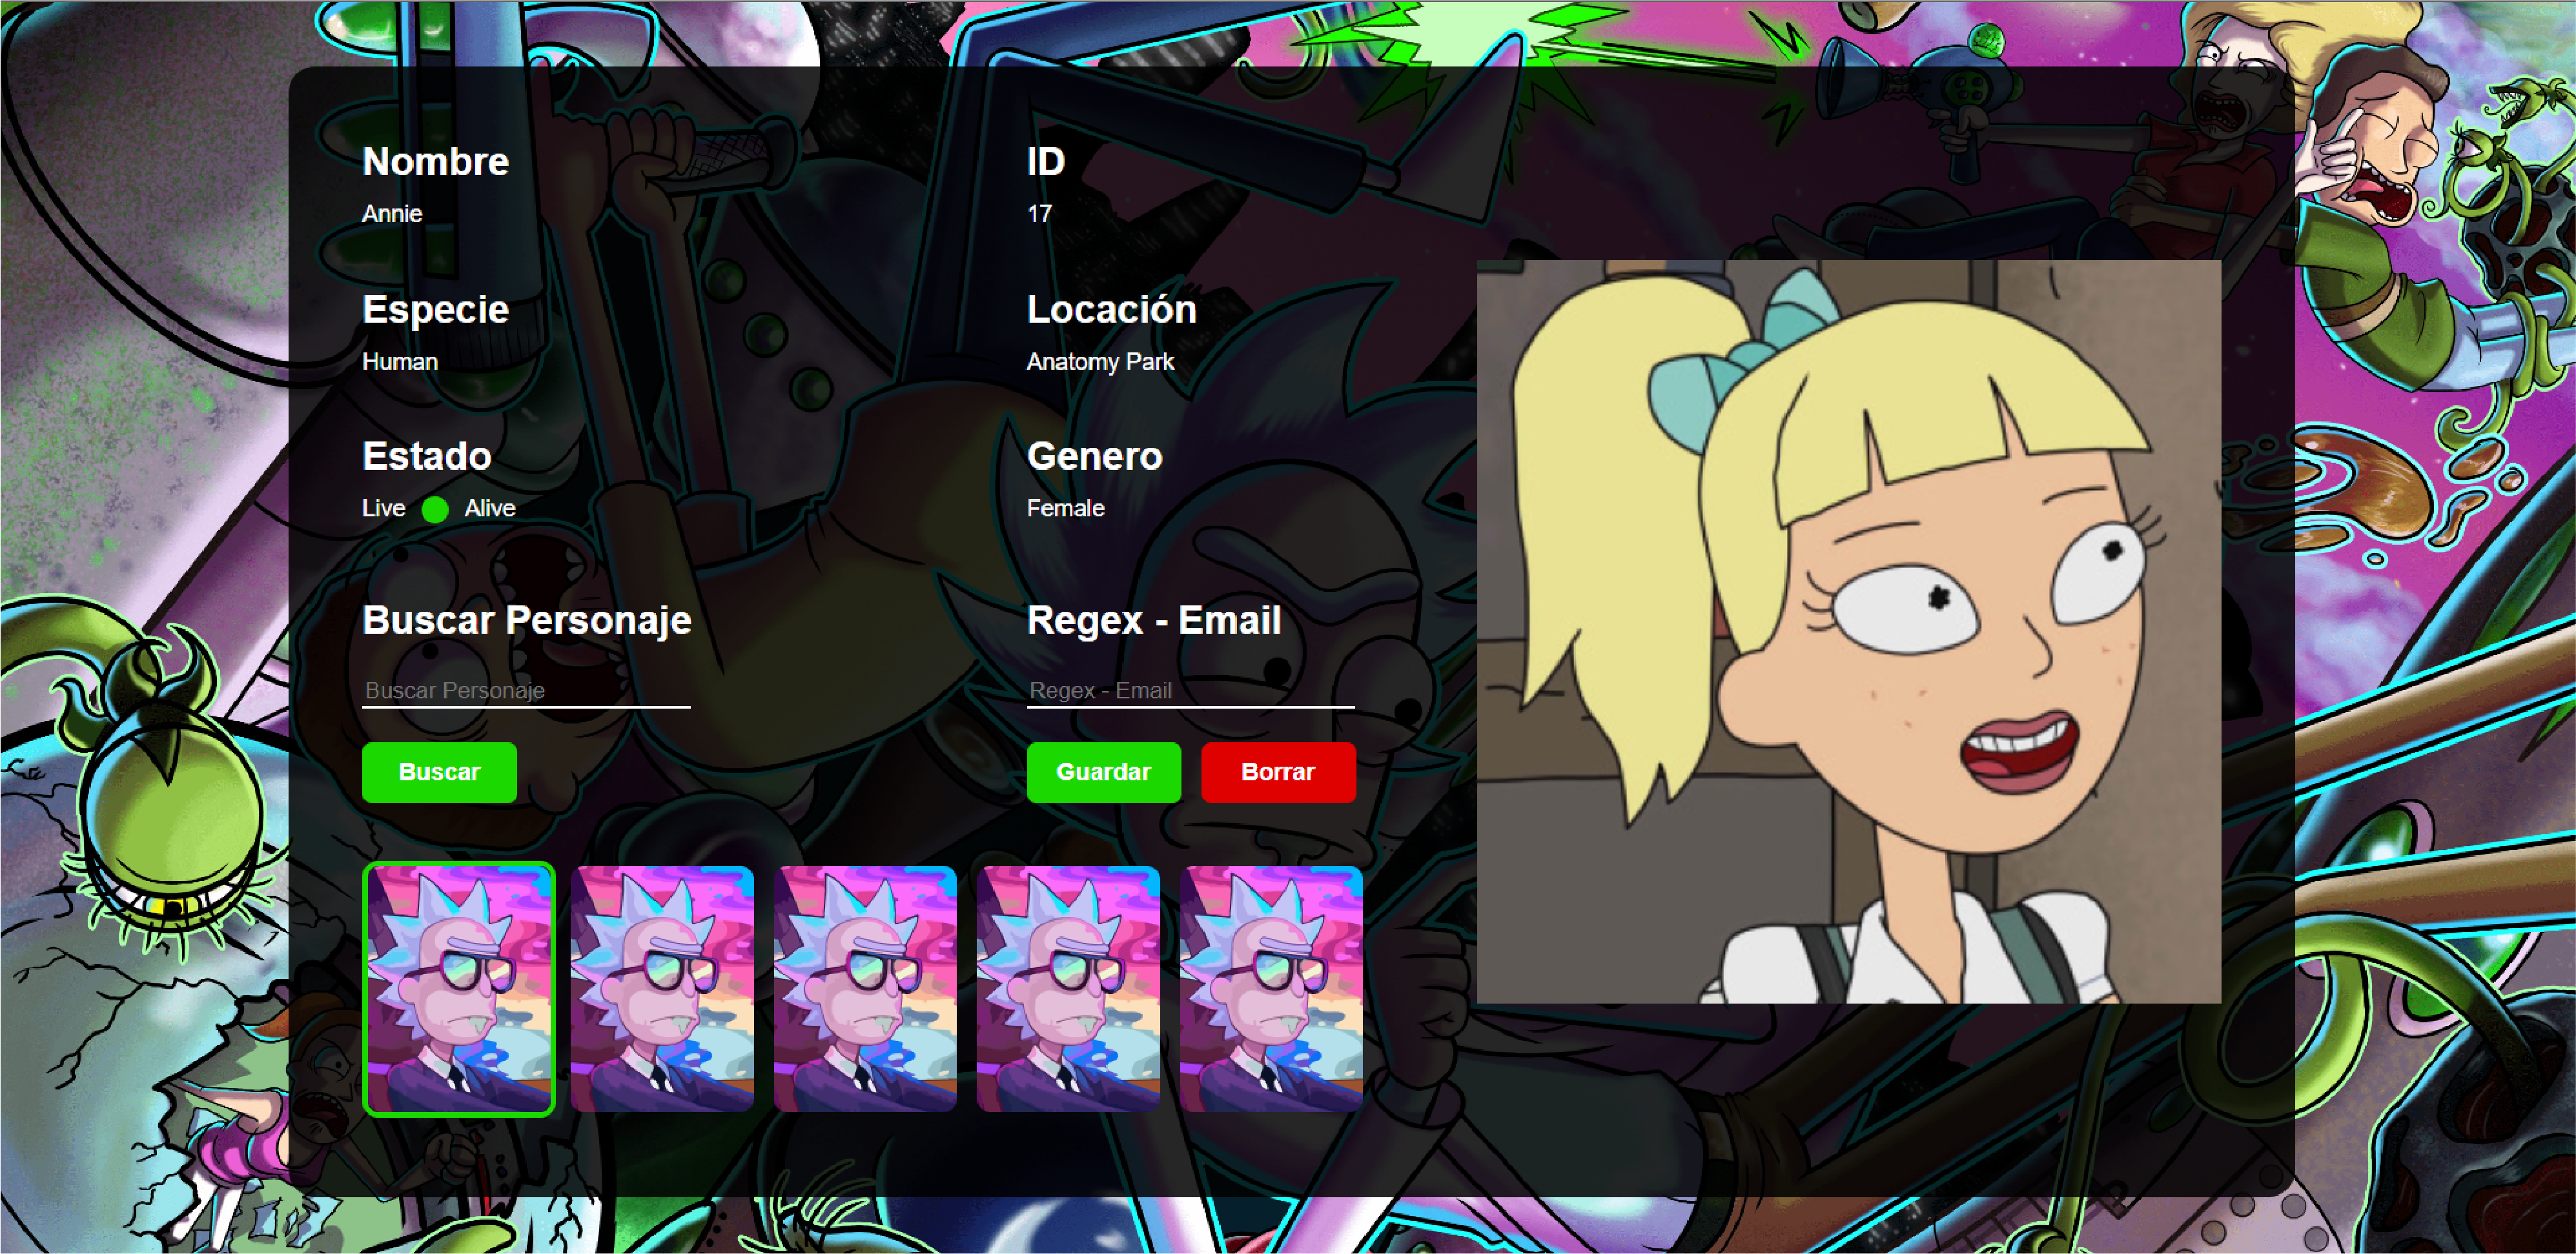 Nombre
Annie
ID
17
Especie
Human
Locación
Anatomy Park
Estado
Live Alive
Genero
Female
Buscar Personaje
Buscar Personaje
Buscar
Regex - Email
Regex - Email
Guardar Borrar